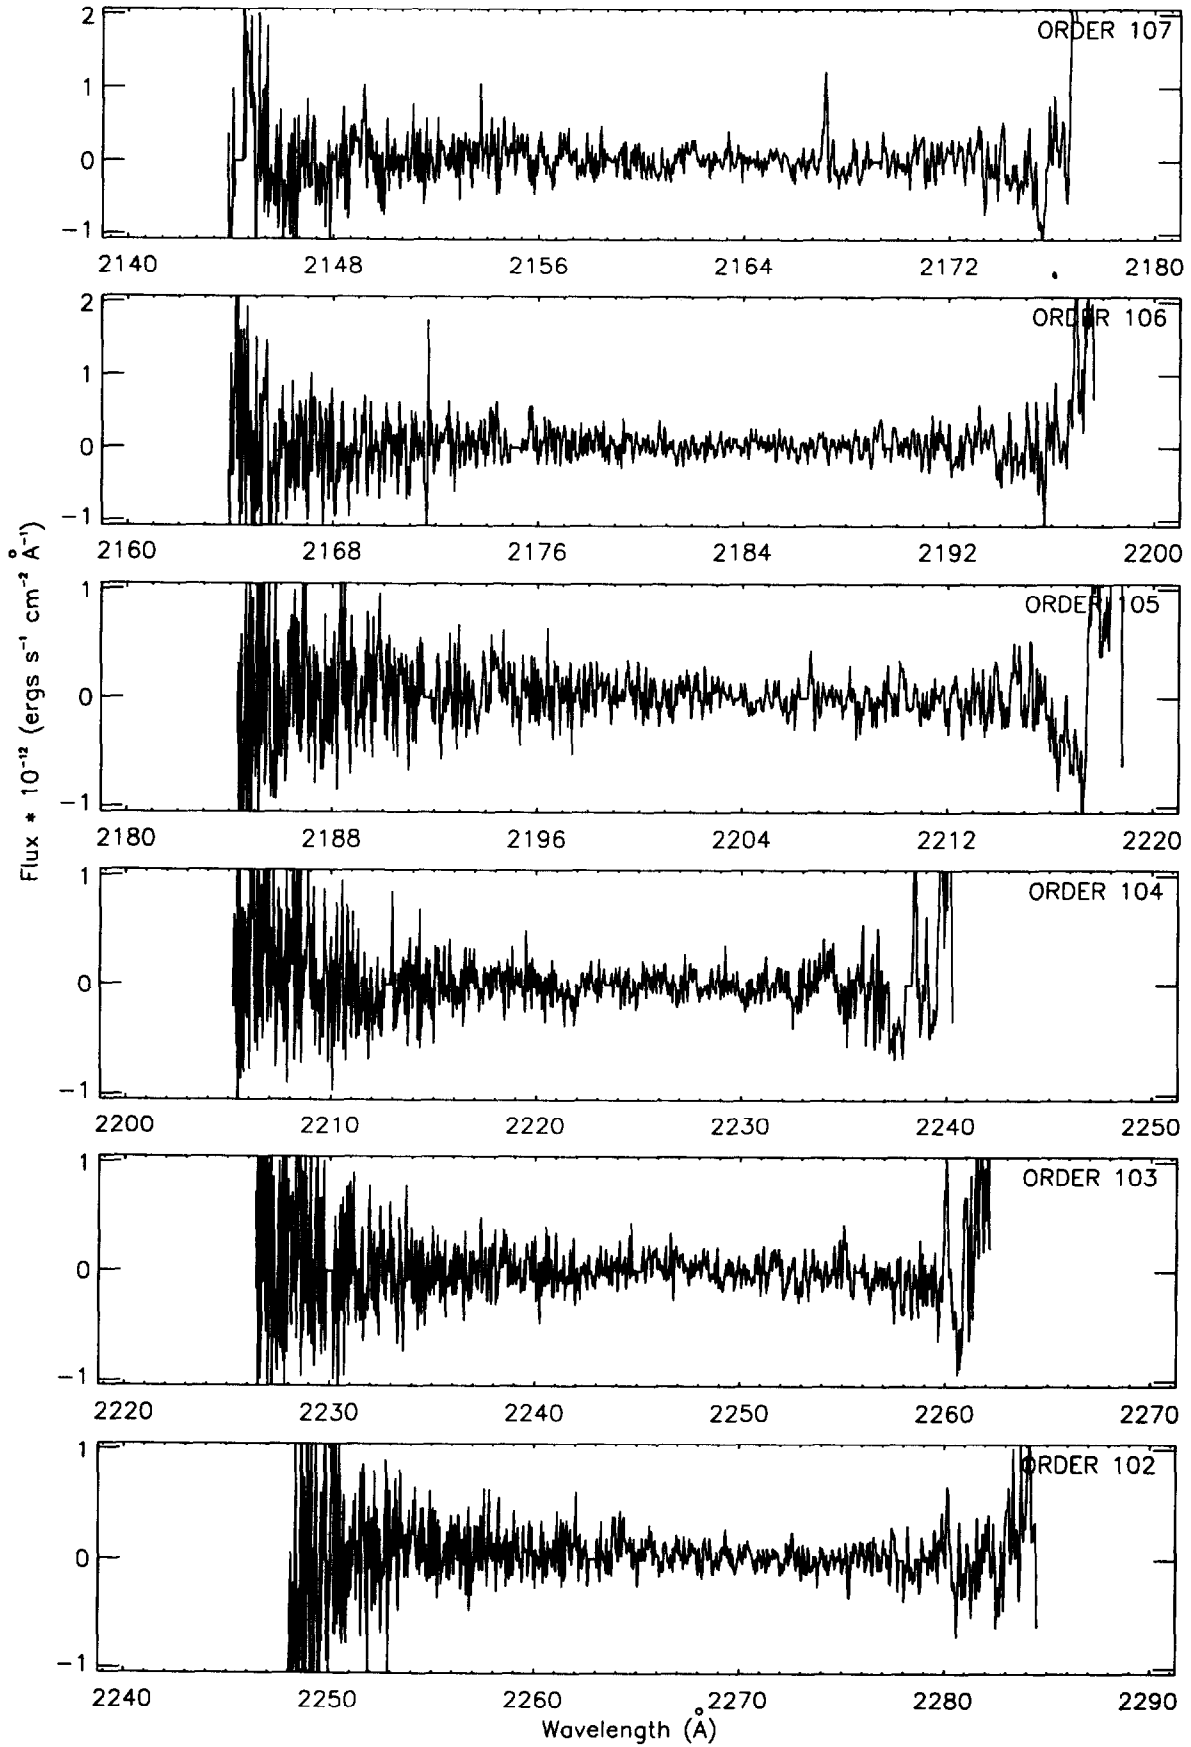 ORDER 107
2
1
0
-1
2140 2148 2156 2164 2172 2180
ORDER 106
2
1
0
-1
2160 2168 2176 2184 2192 2200
ORDER 105
1
0
-1
2180 2188 2196 2204 2212 2220
ORDER 104
1
0
-1
2200 2210 2220 2230 2240 2250
ORDER 103
1
0
-1
2220 2230 2240 2250 2260 2270
ORDER 102
1
0
-1
2240 2250 2260 2270 2280 2290
Wavelength (Å)
Flux * 10⁻¹² (ergs s⁻¹ cm⁻² Å⁻¹)